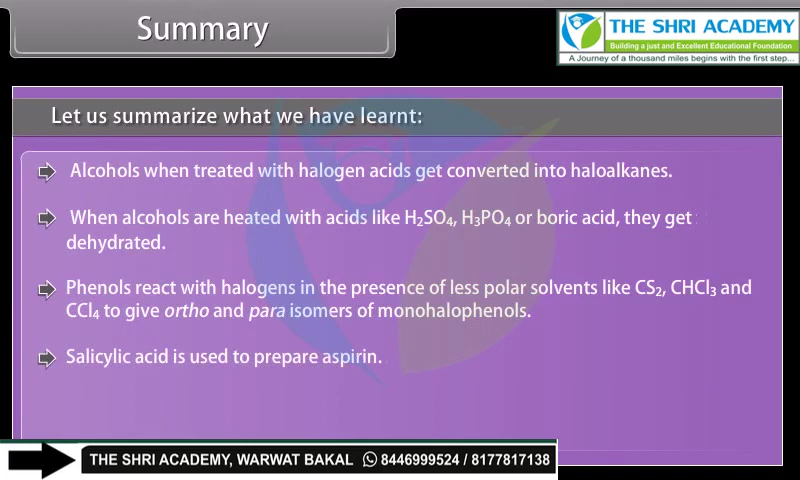 Summary
THE SHRI ACADEMY
Building a just and Excellent Educational Foundation
A Journey of a thousand miles begins with the first step...
Let us summarize what we have learnt:
Alcohols when treated with halogen acids get converted into haloalkanes.
When alcohols are heated with acids like H₂SO₄, H₃PO₄ or boric acid, they get
dehydrated.
Phenols react with halogens in the presence of less polar solvents like CS₂, CHCl₃ and
CCl₄ to give ortho and para isomers of monohalophenols.
Salicylic acid is used to prepare aspirin.
THE SHRI ACADEMY, WARWAT BAKAL 8446999524 / 8177817138